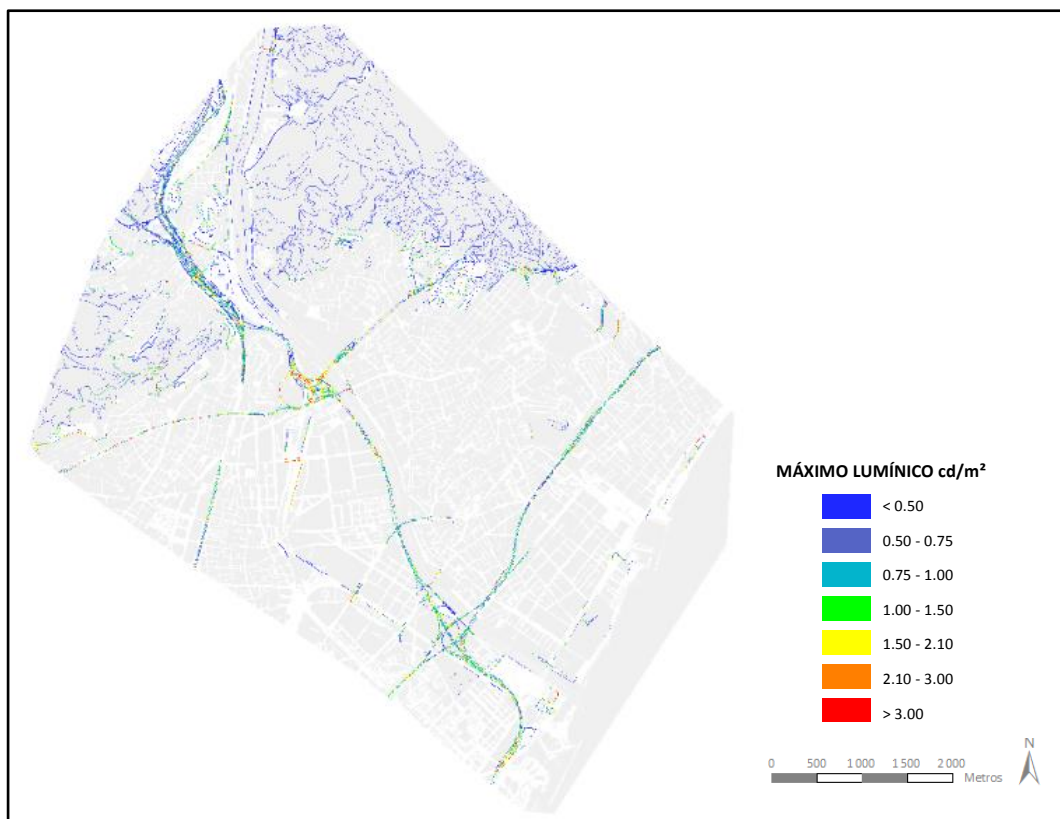 MÁXIMO LUMÍNICO cd/m²
< 0.50
0.50 - 0.75
0.75 - 1.00
1.00 - 1.50
1.50 - 2.10
2.10 - 3.00
> 3.00
N
0 500 1 000 1 500 2 000
Metros